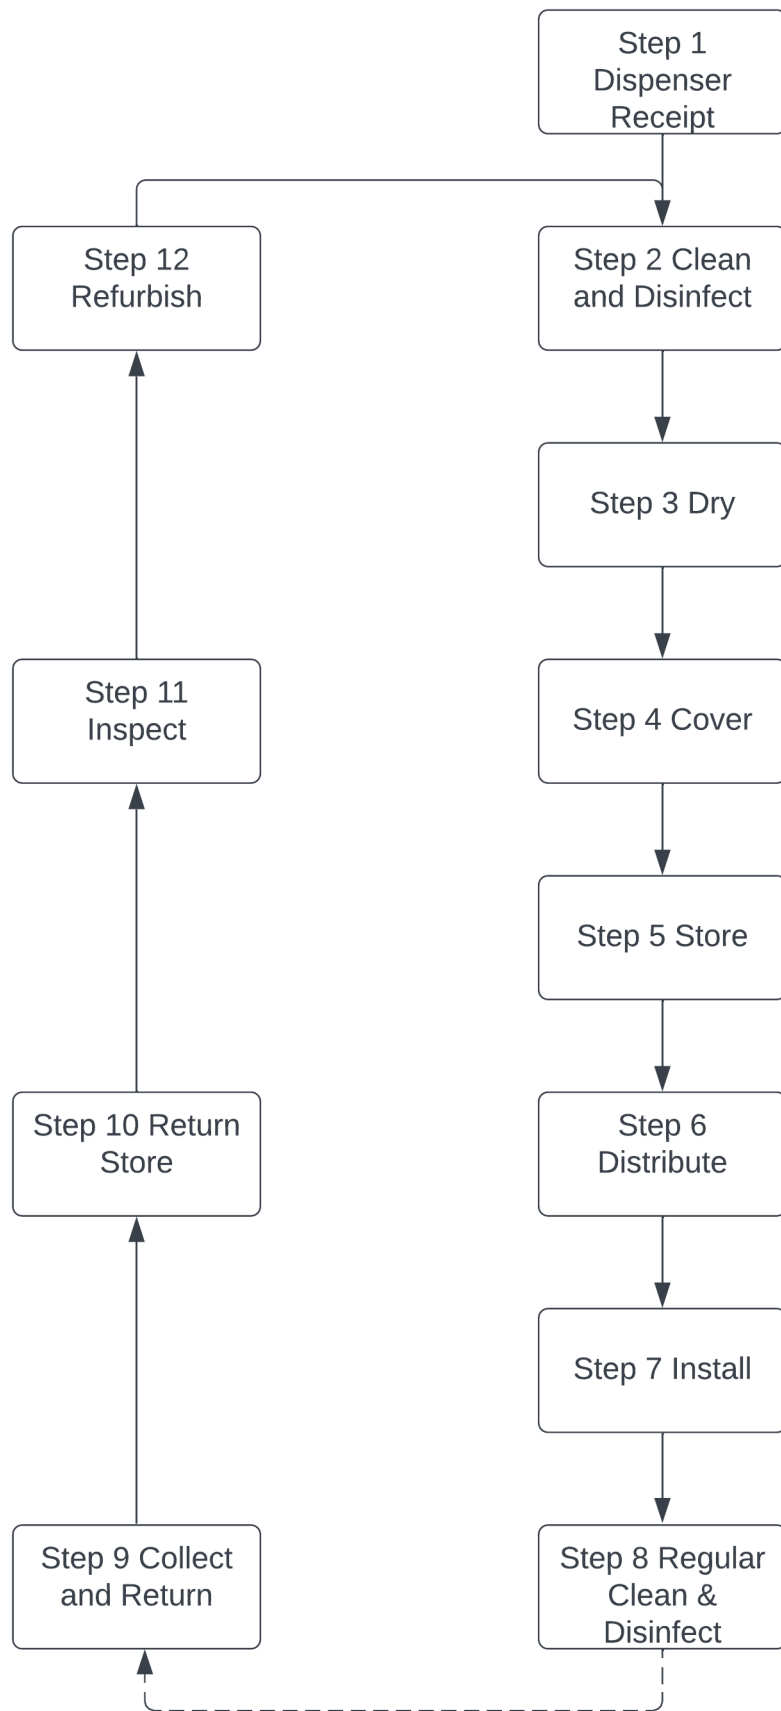 Step 1
Dispenser
Receipt
Step 12
Refurbish
Step 2 Clean
and Disinfect
Step 3 Dry
Step 11
Inspect
Step 4 Cover
Step 5 Store
Step 10 Return
Store
Step 6
Distribute
Step 7 Install
Step 9 Collect
and Return
Step 8 Regular
Clean &
Disinfect